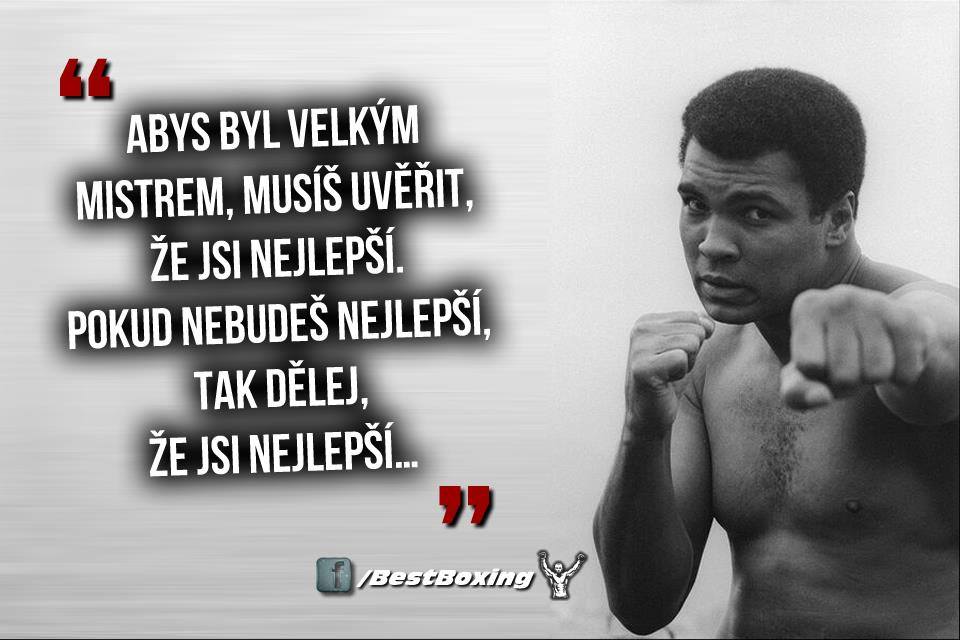 “
ABYS BYL VELKÝM
MISTREM, MUSÍŠ UVĚŘIT,
ŽE JSI NEJLEPŠÍ.
POKUD NEBUDEŠ NEJLEPŠÍ,
TAK DĚLEJ,
ŽE JSI NEJLEPŠÍ...
”
f /BestBoxing